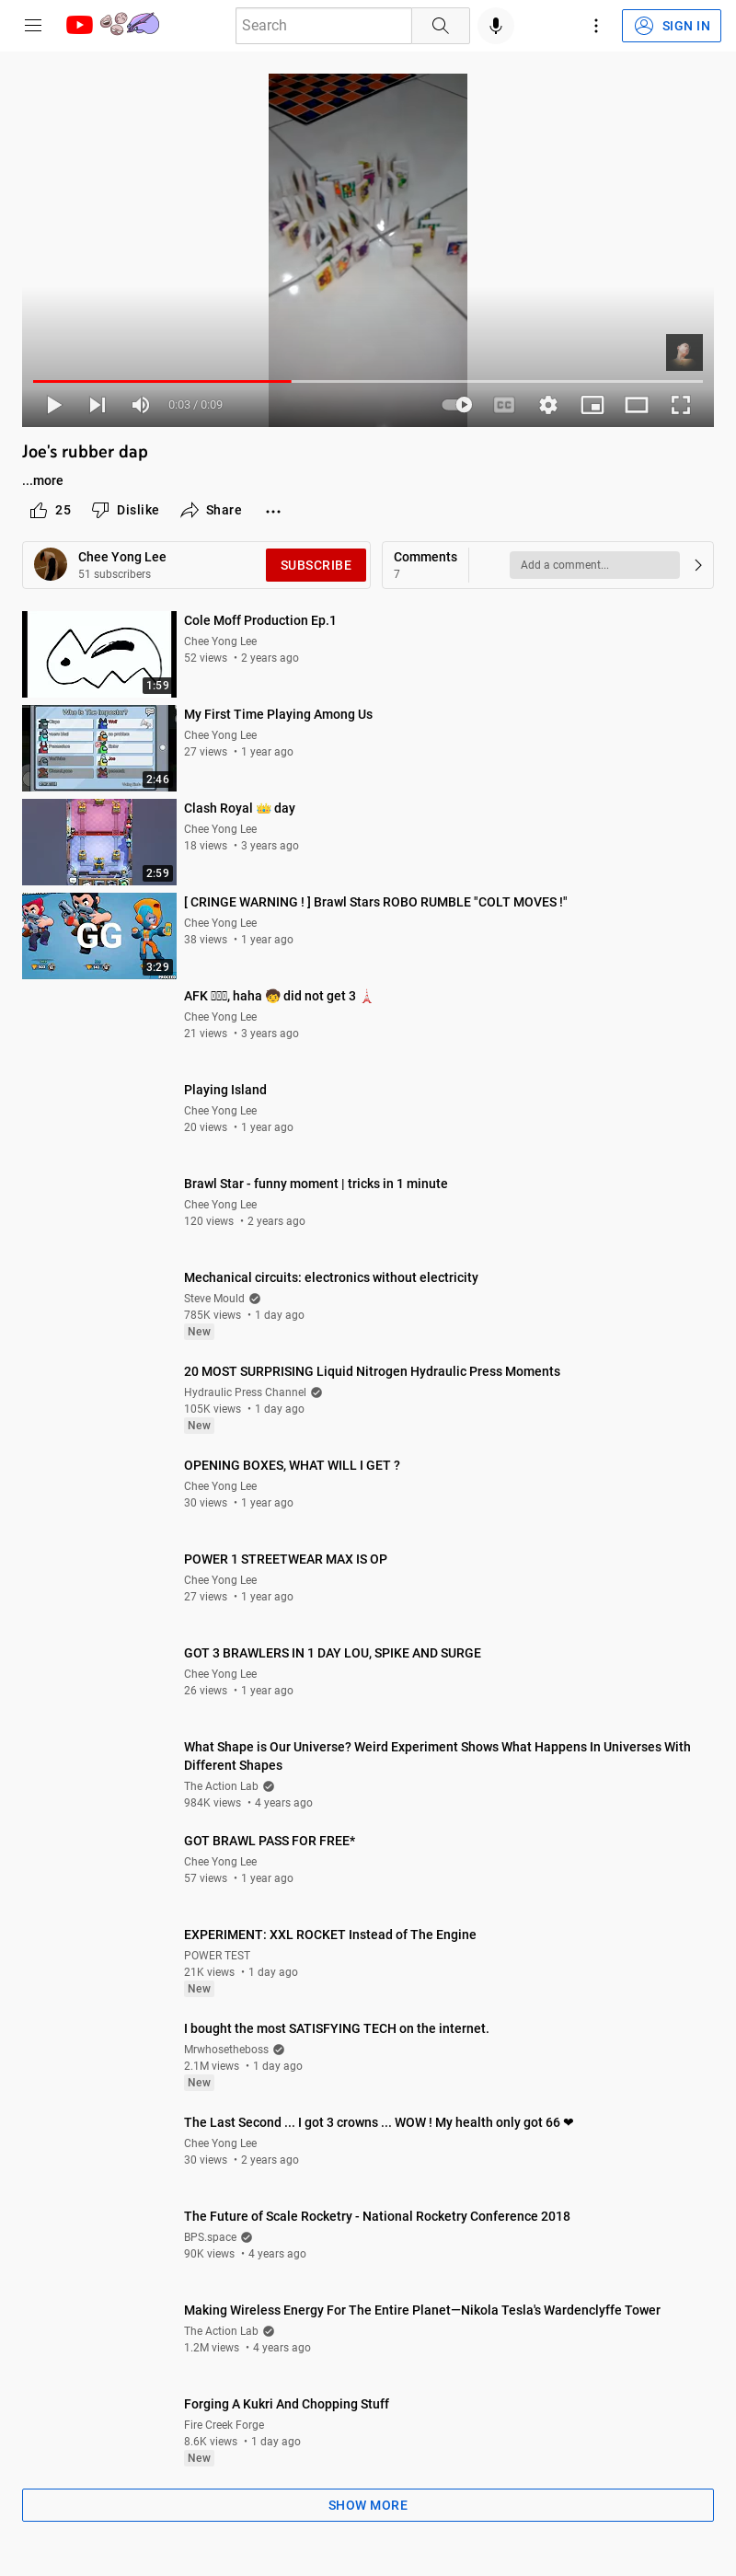 Search
SIGN IN
0:03 / 0:09
CC
Joe's rubber dap
...more
25 Dislike Share
Chee Yong Lee
51 subscribers
SUBSCRIBE
Comments
7
Add a comment...
1:59
Cole Moff Production Ep.1
Chee Yong Lee
52 views • 2 years ago
Who Is The Impostor?
2:46
My First Time Playing Among Us
Chee Yong Lee
27 views • 1 year ago
2:59
Clash Royal 👑 day
Chee Yong Lee
18 views • 3 years ago
GG
3:29
[ CRINGE WARNING ! ] Brawl Stars ROBO RUMBLE "COLT MOVES !"
Chee Yong Lee
38 views • 1 year ago
AFK , haha 🧒 did not get 3 🗼
Chee Yong Lee
21 views • 3 years ago
Playing Island
Chee Yong Lee
20 views • 1 year ago
Brawl Star - funny moment | tricks in 1 minute
Chee Yong Lee
120 views • 2 years ago
Mechanical circuits: electronics without electricity
Steve Mould
785K views • 1 day ago
New
20 MOST SURPRISING Liquid Nitrogen Hydraulic Press Moments
Hydraulic Press Channel
105K views • 1 day ago
New
OPENING BOXES, WHAT WILL I GET ?
Chee Yong Lee
30 views • 1 year ago
POWER 1 STREETWEAR MAX IS OP
Chee Yong Lee
27 views • 1 year ago
GOT 3 BRAWLERS IN 1 DAY LOU, SPIKE AND SURGE
Chee Yong Lee
26 views • 1 year ago
What Shape is Our Universe? Weird Experiment Shows What Happens In Universes With
Different Shapes
The Action Lab
984K views • 4 years ago
GOT BRAWL PASS FOR FREE*
Chee Yong Lee
57 views • 1 year ago
EXPERIMENT: XXL ROCKET Instead of The Engine
POWER TEST
21K views • 1 day ago
New
I bought the most SATISFYING TECH on the internet.
Mrwhosetheboss
2.1M views • 1 day ago
New
The Last Second ... I got 3 crowns ... WOW ! My health only got 66 ❤
Chee Yong Lee
30 views • 2 years ago
The Future of Scale Rocketry - National Rocketry Conference 2018
BPS.space
90K views • 4 years ago
Making Wireless Energy For The Entire Planet—Nikola Tesla's Wardenclyffe Tower
The Action Lab
1.2M views • 4 years ago
Forging A Kukri And Chopping Stuff
Fire Creek Forge
8.6K views • 1 day ago
New
SHOW MORE